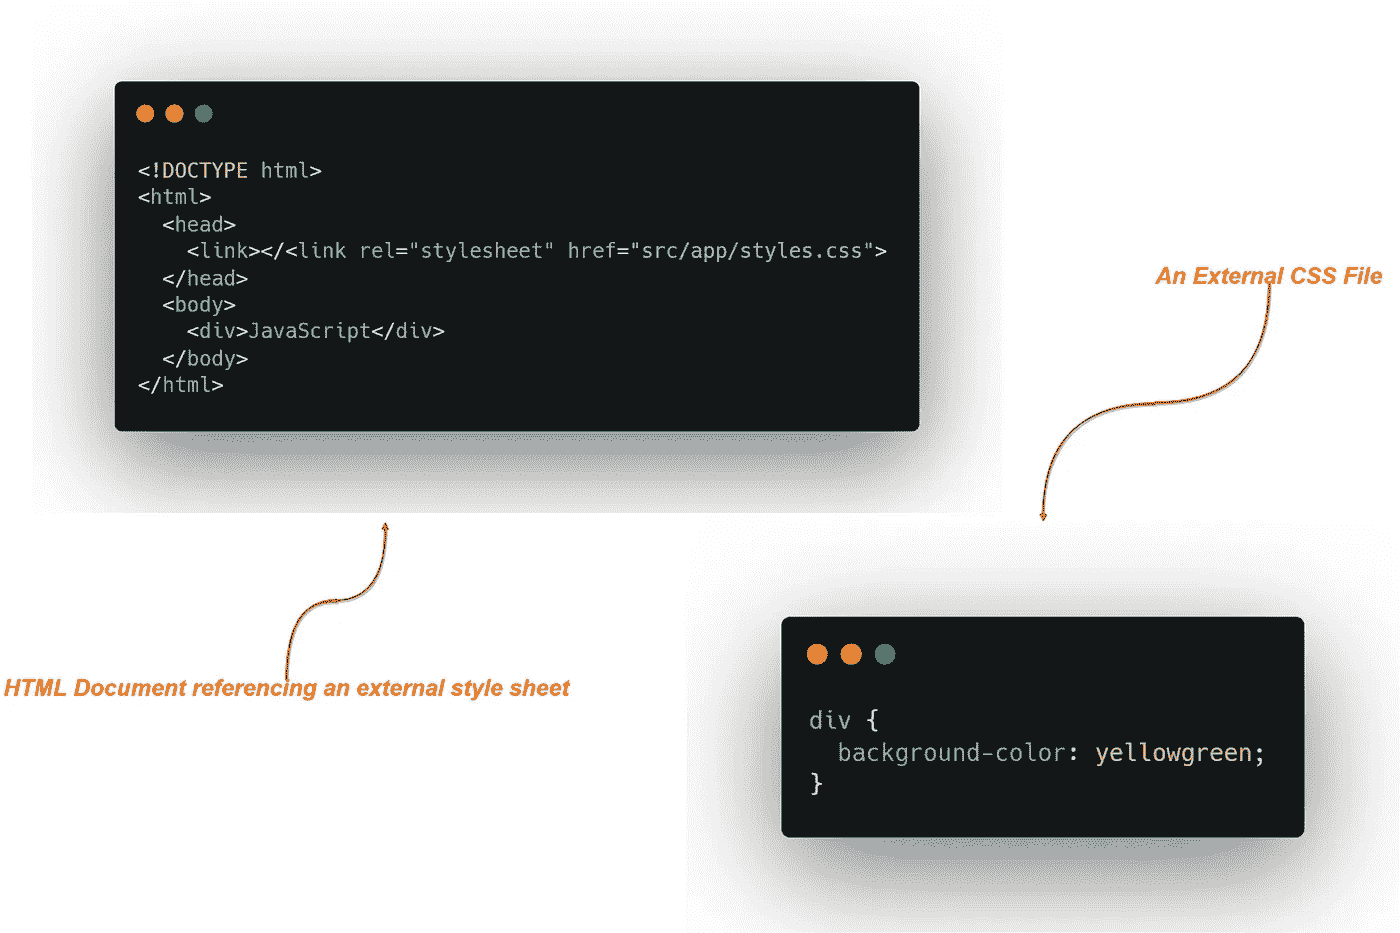 <!DOCTYPE html>
<html>
  <head>
    <link></<link rel="stylesheet" href="src/app/styles.css">
  </head>
  <body>
    <div>JavaScript</div>
  </body>
</html>
An External CSS File
HTML Document referencing an external style sheet
div {
  background-color: yellowgreen;
}